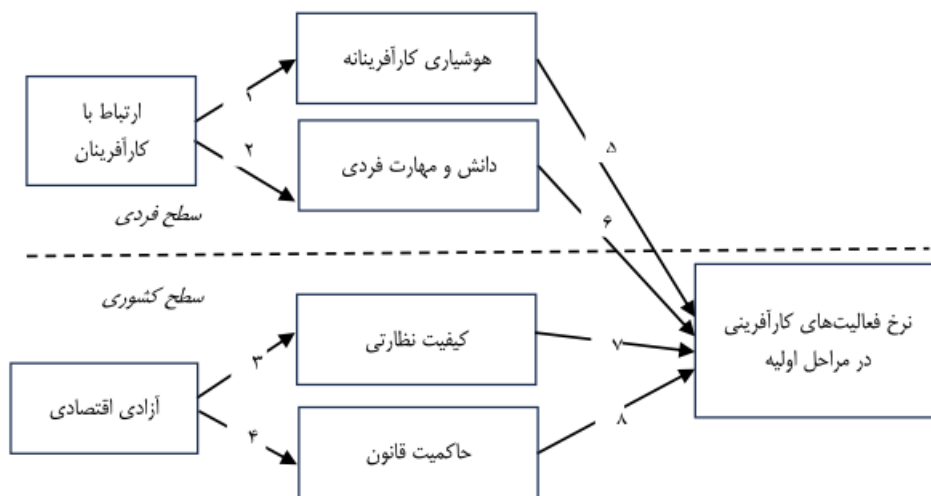 هوشیاری کارآفرینانه
ارتباط با
کارآفرینان
۱
۲
دانش و مهارت فردی
۵
۶
سطح فردی
سطح کشوری
نرخ فعالیت‌های کارآفرینی
در مراحل اولیه
کیفیت نظارتی
۳
۷
آزادی اقتصادی
۴
حاکمیت قانون
۸